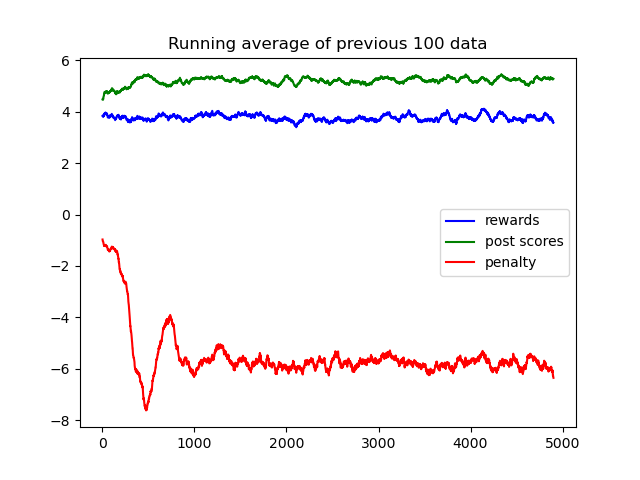 Running average of previous 100 data
6
4
2
0
−2
−4
−6
−8
rewards
post scores
penalty
0 1000 2000 3000 4000 5000